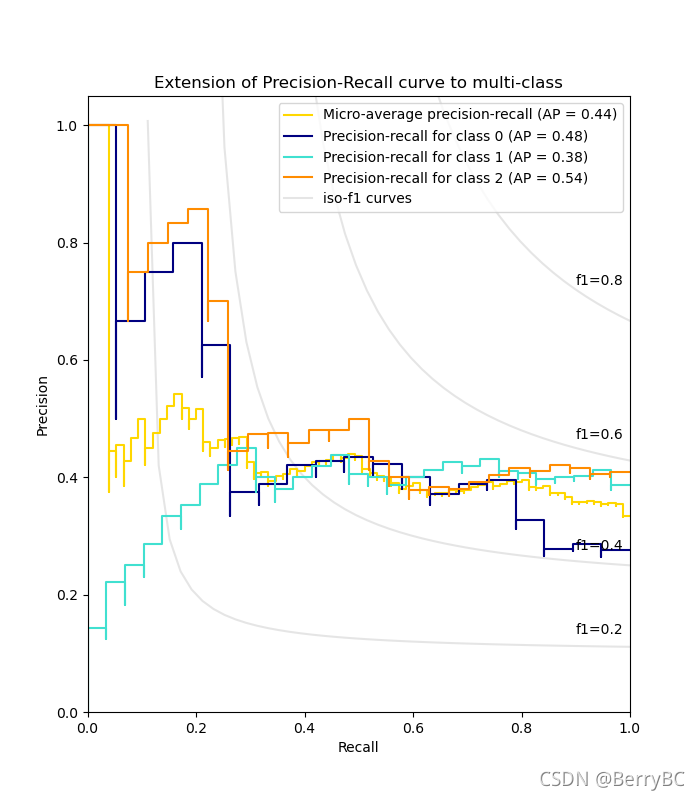 Extension of Precision-Recall curve to multi-class
Micro-average precision-recall (AP = 0.44)
Precision-recall for class 0 (AP = 0.48)
Precision-recall for class 1 (AP = 0.38)
Precision-recall for class 2 (AP = 0.54)
iso-f1 curves
1.0
0.8
0.6
0.4
0.2
0.0
Precision
f1=0.8
f1=0.6
f1=0.4
f1=0.2
0.0 0.2 0.4 0.6 0.8 1.0
Recall
CSDN @BerryBC